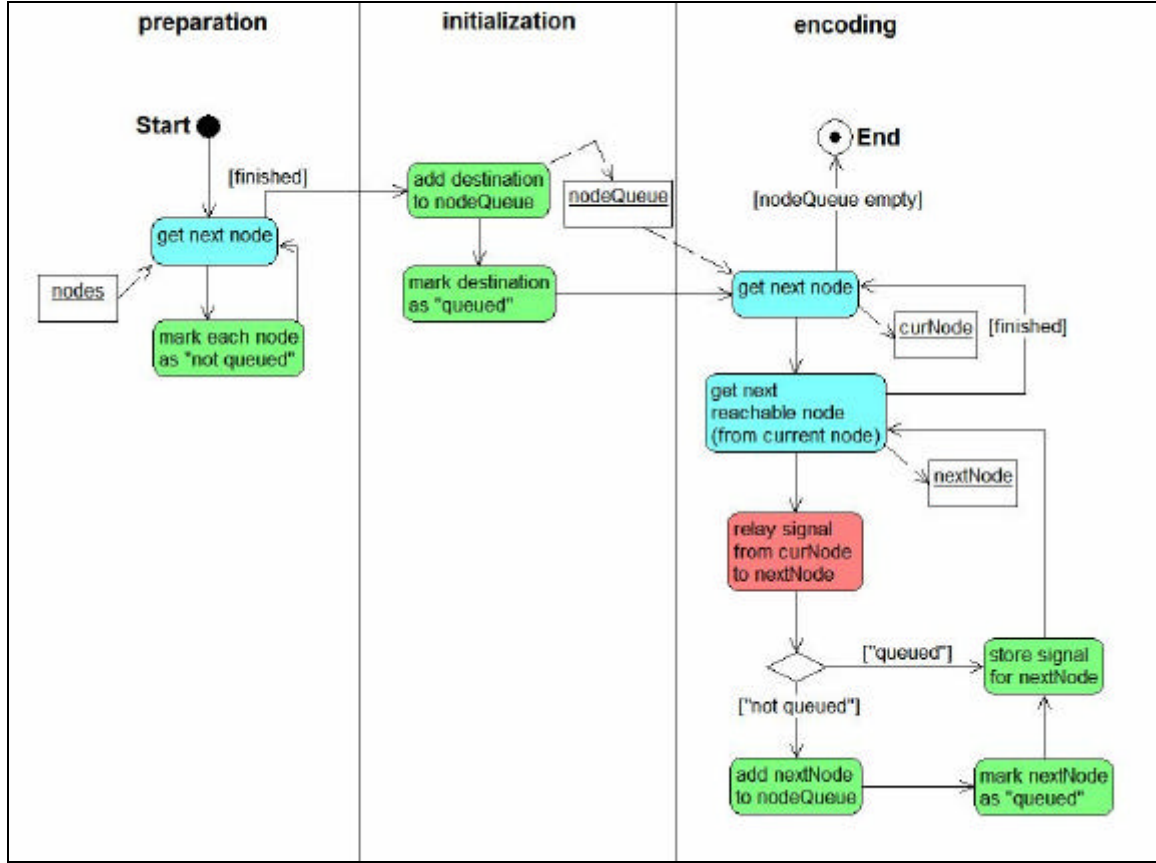 preparation
initialization
encoding
Start
End
[finished]
add destination
to nodeQueue
nodeQueue
[nodeQueue empty]
get next node
nodes
mark destination
as "queued"
get next node
curNode
[finished]
mark each node
as "not queued"
get next
reachable node
(from current node)
nextNode
relay signal
from curNode
to nextNode
["queued"]
store signal
for nextNode
["not queued"]
add nextNode
to nodeQueue
mark nextNode
as "queued"